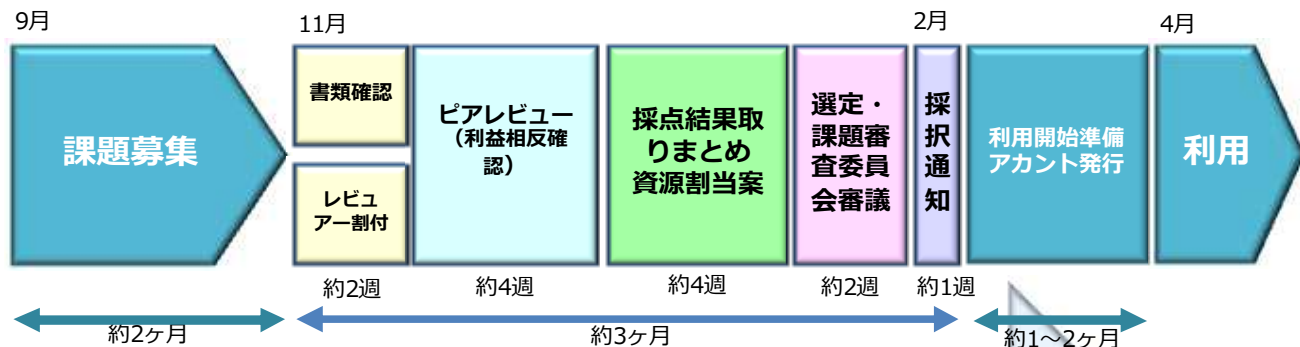 9月
11月
2月
4月
課題募集
書類確認
レビュ
アー割付
ピアレビュー
（利益相反確
認）
採点結果取
りまとめ
資源割当案
選定・
課題審
査委員
会審議
採
択
通
知
利用開始準備
アカント発行
利用
約2週
約4週
約4週
約2週
約1週
約2ヶ月
約3ヶ月
約1～2ヶ月